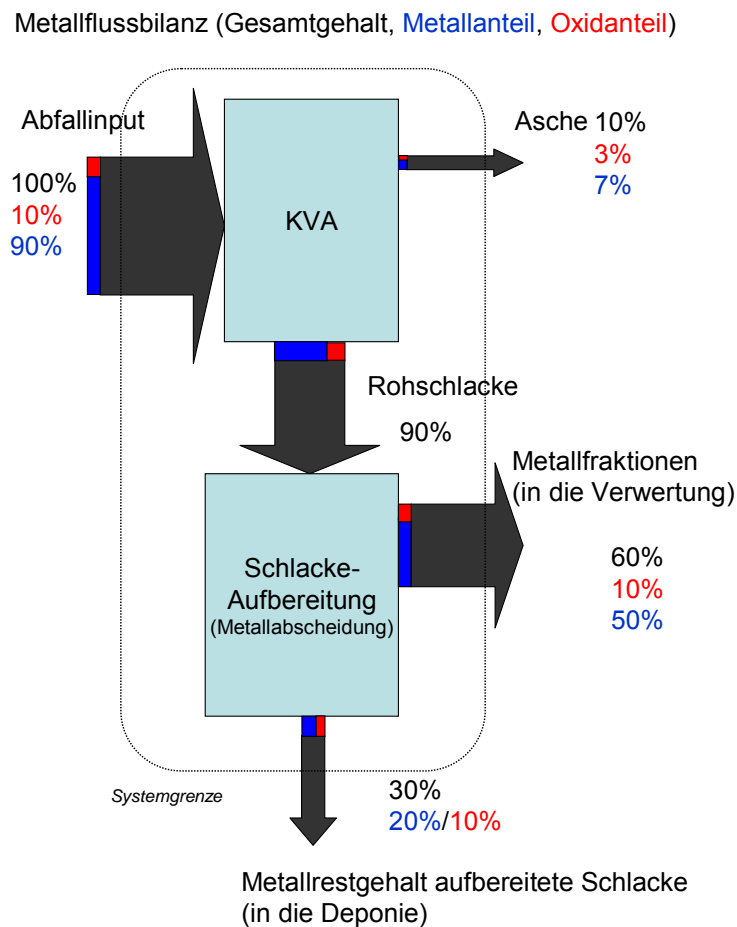 Metallflussbilanz (Gesamtgehalt, Metallanteil, Oxidanteil)
Abfallinput
100%
10%
90%
KVA
Asche 10%
3%
7%
Rohschlacke
90%
Metallfraktionen
(in die Verwertung)
60%
10%
50%
Schlacke-
Aufbereitung
(Metallabscheidung)
Systemgrenze
30%
20%/10%
Metallrestgehalt aufbereitete Schlacke
(in die Deponie)